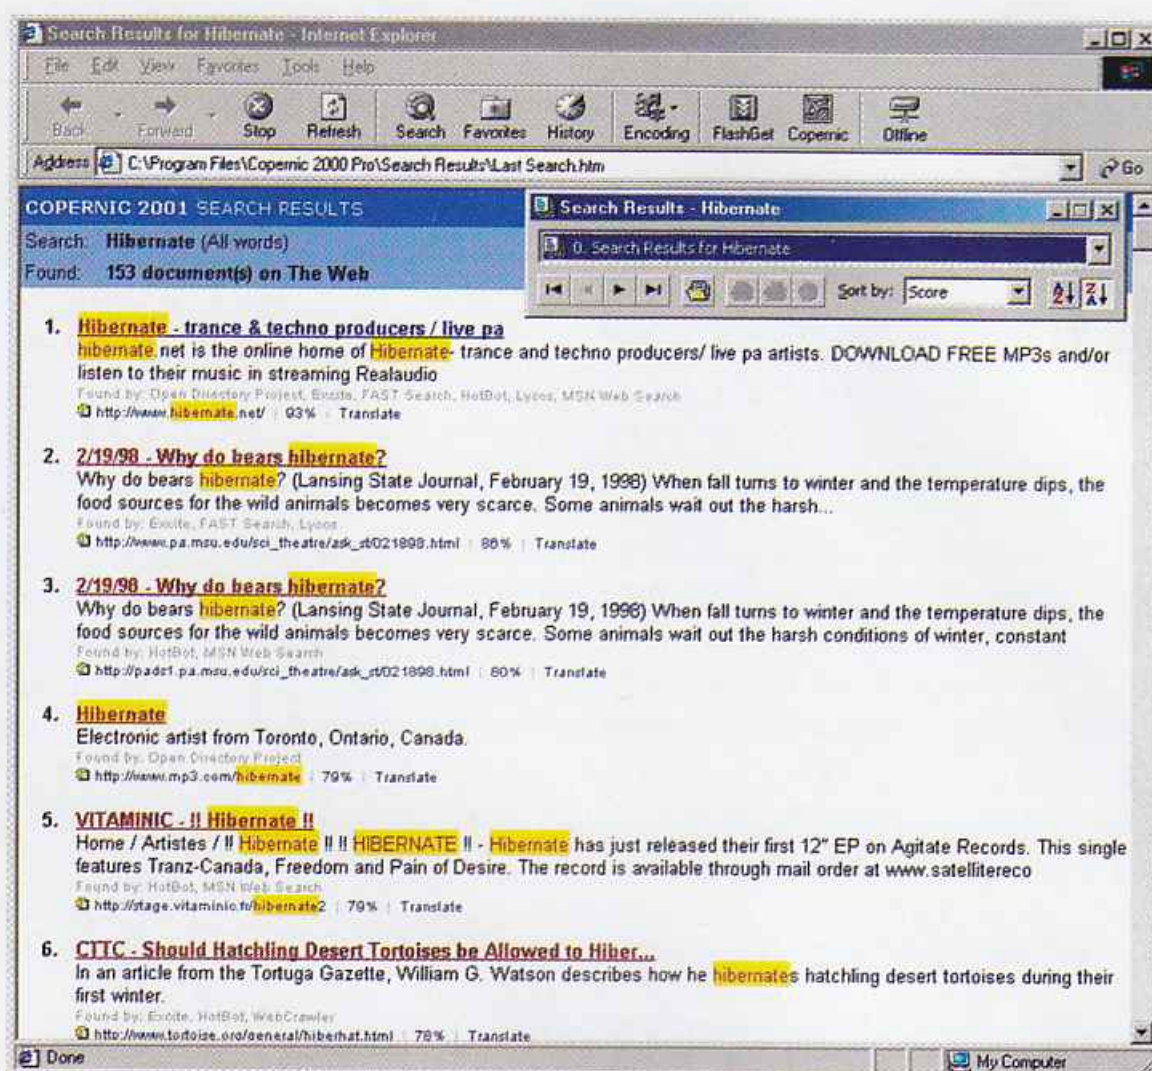 Search Results for Hibernate - Internet Explorer
File Edit View Favorites Tools Help
Back Forward Stop Refresh Search Favorites History Encoding FlashGet Copernic Offline
Address C:\Program Files\Copernic 2000 Pro\Search Results\Last Search.htm Go
COPERNIC 2001 SEARCH RESULTS
Search: Hibernate (All words)
Found: 153 document(s) on The Web
Search Results - Hibernate
0. Search Results for Hibernate
Sort by: Score
1. Hibernate - trance & techno producers / live pa
hibernate.net is the online home of Hibernate- trance and techno producers/ live pa artists. DOWNLOAD FREE MP3s and/or
listen to their music in streaming Realaudio
Found by: Open Directory Project, Excite, FAST Search, HotBot, Lycos, MSN Web Search
http://www.hibernate.net/ | 93% | Translate
2. 2/19/98 - Why do bears hibernate?
Why do bears hibernate? (Lansing State Journal, February 19, 1998) When fall turns to winter and the temperature dips, the
food sources for the wild animals becomes very scarce. Some animals wait out the harsh...
Found by: Excite, FAST Search, Lycos
http://www.pa.msu.edu/sci_theatre/ask_st/021898.html | 86% | Translate
3. 2/19/98 - Why do bears hibernate?
Why do bears hibernate? (Lansing State Journal, February 19, 1998) When fall turns to winter and the temperature dips, the
food sources for the wild animals becomes very scarce. Some animals wait out the harsh conditions of winter, constant
Found by: HotBot, MSN Web Search
http://pads1.pa.msu.edu/sci_theatre/ask_st/021898.html | 80% | Translate
4. Hibernate
Electronic artist from Toronto, Ontario, Canada.
Found by: Open Directory Project
http://www.mp3.com/hibernate | 79% | Translate
5. VITAMINIC - !! Hibernate !!
Home / Artistes / !! Hibernate !! !! HIBERNATE !! - Hibernate has just released their first 12" EP on Agitate Records. This single
features Tranz-Canada, Freedom and Pain of Desire. The record is available through mail order at www.satellitereco
Found by: HotBot, MSN Web Search
http://stage.vitaminic.fr/hibernate2 | 79% | Translate
6. CTTC - Should Hatchling Desert Tortoises be Allowed to Hiber...
In an article from the Tortuga Gazette, William G. Watson describes how he hibernates hatchling desert tortoises during their
first winter.
Found by: Excite, HotBot, WebCrawler
http://www.tortoise.org/general/hiberhat.html | 78% | Translate
Done My Computer